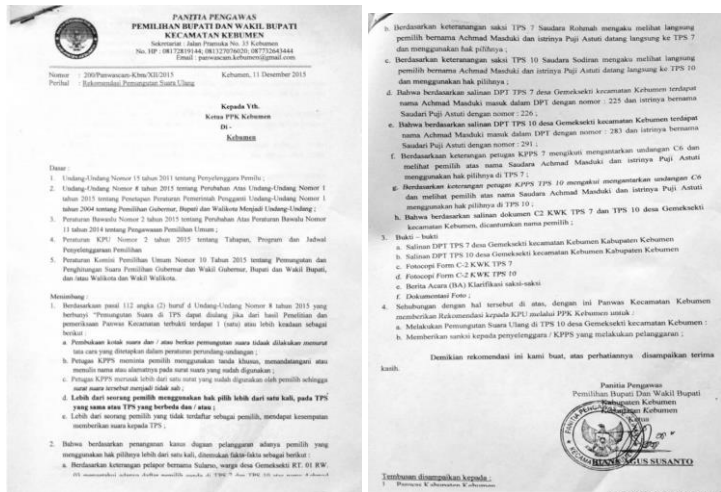 PANITIA PENGAWAS
PEMILIHAN BUPATI DAN WAKIL BUPATI
KECAMATAN KEBUMEN
Sekretariat : Jalan Pramuka No. 15 Kebumen
No. HP : 08172819144; 081327076020; 087732643444
Email : panwascam.kebumen@gmail.com
Nomor : 200/Panwascam-Kbm/XII/2015
Kebumen, 11 Desember 2015
Perihal : Rekomendasi Pemungutan Suara Ulang
Kepada Yth.
Ketua PPK Kebumen
Di -
Kebumen
Dasar :
1. Undang-Undang Nomor 15 tahun 2011 tentang Penyelenggara Pemilu ;
2. Undang-Undang Nomor 8 tahun 2015 tentang Perubahan Atas Undang-Undang Nomor 1
tahun 2015 tentang Penetapan Peraturan Pemerintah Pengganti Undang-Undang Nomor 1
tahun 2004 tentang Pemilihan Gubernur, Bupati dan Walikota Menjadi Undang-Undang ;
3. Peraturan Bawaslu Nomor 2 tahun 2015 tentang Perubahan Atas Peraturan Bawaslu Nomor
11 tahun 2014 tentang Pengawasan Pemilihan Umum ;
4. Peraturan KPU Nomor 2 tahun 2015 tentang Tahapan, Program dan Jadwal
Penyelenggaraan Pemilihan
5. Peraturan Komisi Pemilihan Umum Nomor 10 Tahun 2015 tentang Pemungutan dan
Penghitungan Suara Pemilihan Gubernur dan Wakil Gubernur, Bupati dan Wakil Bupati,
dan /atau Walikota dan Wakil Walikota.
Menimbang :
1. Berdasarkan pasal 112 angka (2) huruf d Undang-Undang Nomor 8 tahun 2015 yang
berbunyi "Pemungutan Suara di TPS dapat diulang jika dari hasil Penelitian dan
pemeriksaan Panwas Kecamatan terbukti terdapat 1 (satu) atau lebih keadaan sebagai
berikut :
a. Pembukaan kotak suara dan / atau berkas pemungutan suara tidak dilakukan menurut
tata cara yang ditetapkan dalam peraturan perundang-undangan ;
b. Petugas KPPS meminta pemilih menggunakan tanda khusus, menandatangani atau
menulis nama atau alamatnya pada surat suara yang sudah digunakan ;
c. Petugas KPPS merusak lebih dari satu surat yang sudah digunakan oleh pemilih sehingga
surat suara tersebut menjadi tidak sah ;
d. Lebih dari seorang pemilih menggunakan hak pilih lebih dari satu kali, pada TPS
yang sama atau TPS yang berbeda dan / atau ;
e. Lebih dari seorang pemilih yang tidak terdaftar sebagai pemilih, mendapat kesempatan
memberikan suara kepada TPS ;
2. Bahwa berdasarkan penanganan kasus dugaan pelanggaran adanya pemilih yang
menggunakan hak pilihnya lebih dari satu kali, ditemukan fakta-fakta sebagai berikut :
a. Berdasarkan keterangan pelapor bernama Sularso, warga desa Gemeksekti RT. 01 RW.
b. Berdasarkan keteranangan saksi TPS 7 Saudara Rohmah mengaku melihat langsung
pemilih bernama Achmad Masduki dan istrinya Puji Astuti datang langsung ke TPS 7
dan menggunakan hak pilihnya ;
c. Berdasarkan keteranangan saksi TPS 10 Saudara Sodiran mengaku melihat langsung
pemilih bernama Achmad Masduki dan istrinya Puji Astuti datang langsung ke TPS 10
dan menggunakan hak pilihnya ;
d. Bahwa berdasarkan salinan DPT TPS 7 desa Gemeksekti kecamatan Kebumen terdapat
nama Achmad Masduki masuk dalam DPT dengan nomor : 225 dan istrinya bernama
Saudari Puji Astuti dengan nomor : 226 ;
e. Bahwa berdasarkan salinan DPT TPS 10 desa Gemeksekti kecamatan Kebumen terdapat
nama Achmad Masduki masuk dalam DPT dengan nomor : 283 dan istrinya bernama
Saudari Puji Astuti dengan nomor : 291 ;
f. Berdasarkaan keterangan petugas KPPS TPS 7 mengikuti mengantarkan undangan C6 dan
melihat pemilih atas nama Saudara Achmad Masduki dan istrinya Puji Astuti
menggunakan hak pilihnya di TPS 7 ;
g. Berdasarkan keterangan petugas KPPS TPS 10 mengakui mengantarkan undangan C6
dan melihat pemilih atas nama Saudara Achmad Masduki dan istrinya Puji Astuti
menggunakan hak pilihnya di TPS 10 ;
h. Bahwa berdasarkan salinan dokumen C2 KWK TPS 7 dan TPS 10 desa Gemeksekti
kecamatan Kebumen, dicantumkan nama pemilih ;
3. Bukti – bukti
a. Salinan DPT TPS 7 desa Gemeksekti kecamatan Kebumen Kabupaten Kebumen
b. Salinan DPT TPS 10 desa Gemeksekti kecamatan Kebumen Kabupaten Kebumen
c. Fotocopi Form C-2 KWK TPS 7
d. Fotocopi Form C-2 KWK TPS 10
e. Berita Acara (BA) Klarifikasi saksi-saksi
f. Dokumentasi Foto ;
4. Sehubungan dengan hal tersebut di atas, dengan ini Panwas Kecamatan Kebumen
memberikan Rekomendasi kepada KPU melalui PPK Kebumen untuk :
a. Melakukan Pemungutan Suara Ulang di TPS 10 desa Gemeksekti kecamatan Kebumen :
b. Memberikan sanksi kepada penyelenggara / KPPS yang melakukan pelanggaran ;
Demikian rekomendasi ini kami buat, atas perhatiannya disampaikan terima
kasih.
Panitia Pengawas
Pemilihan Bupati Dan Wakil Bupati
Kabupaten Kebumen
Kecamatan Kebumen
Ketua
AGUS SUSANTO
Tembusan disampaikan kepada :
1. Panwas Kabupaten Kebumen